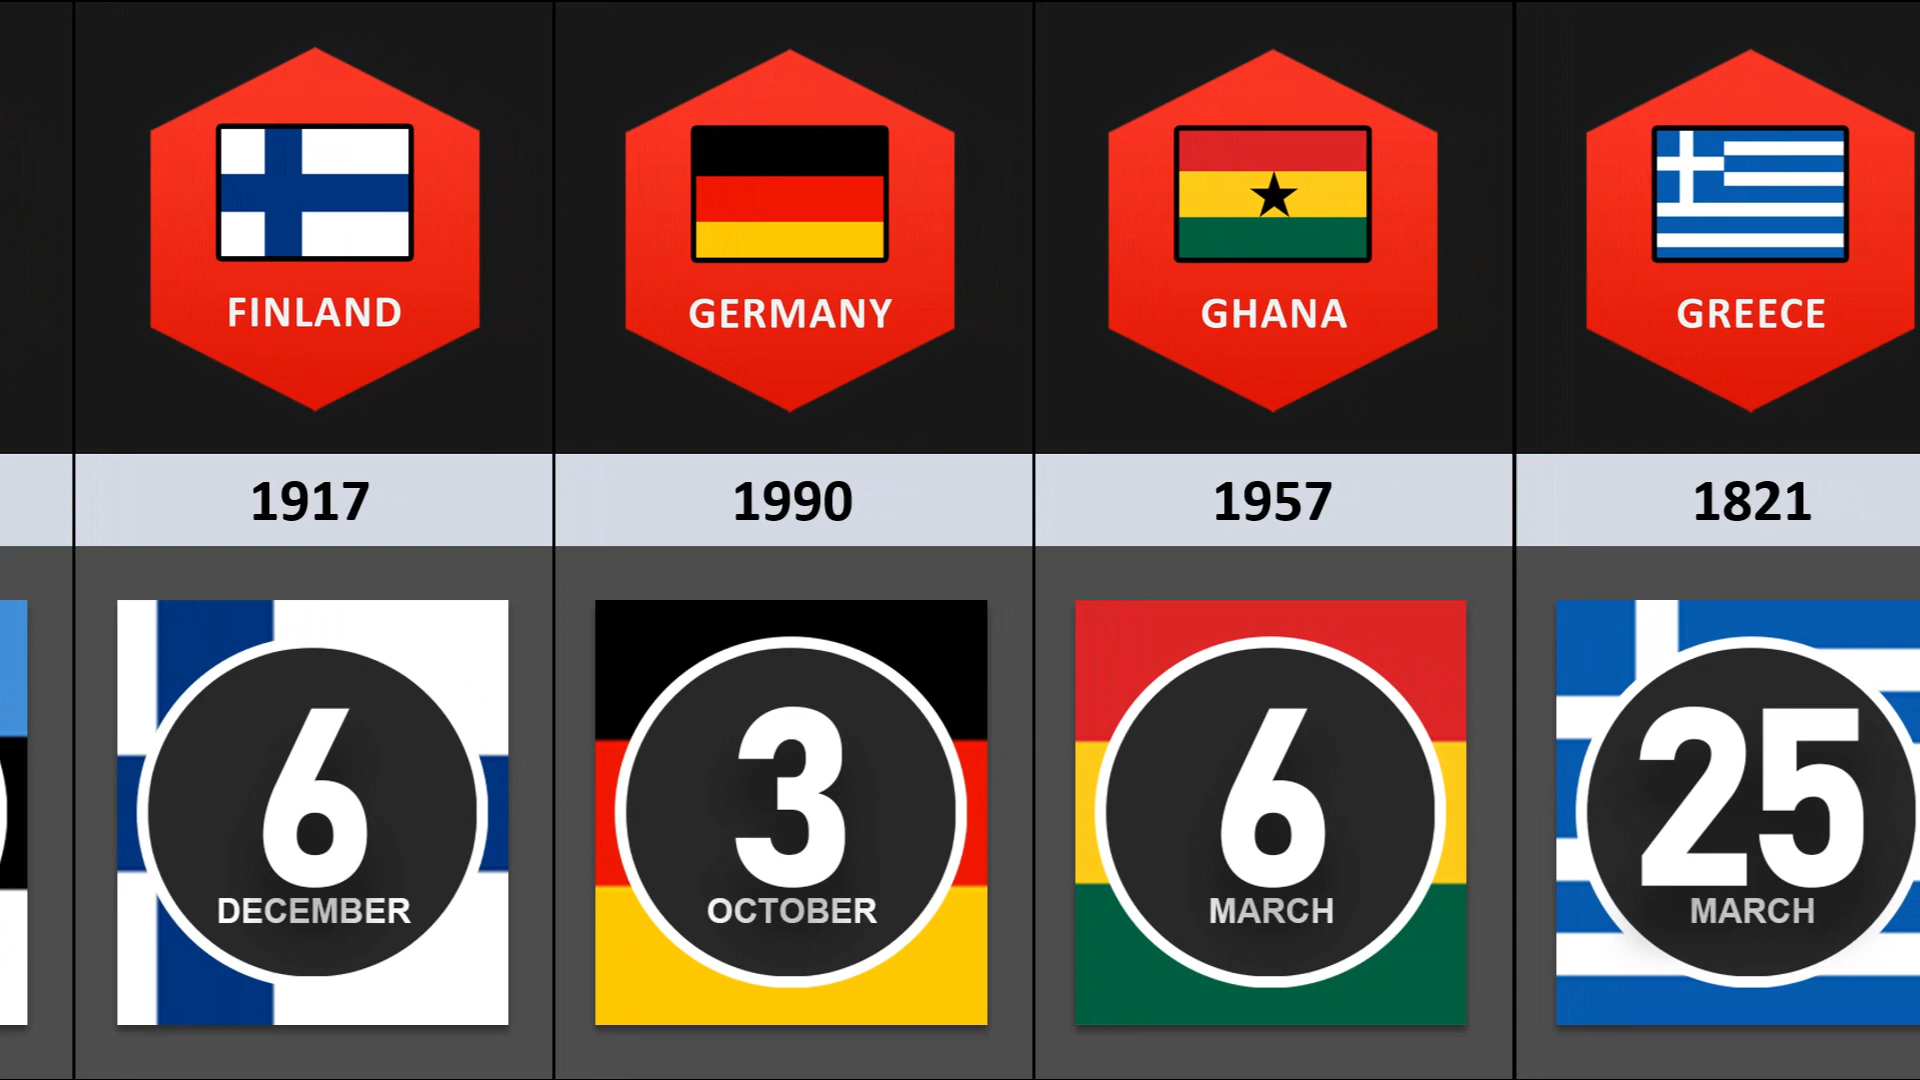 FINLAND
GERMANY
GHANA
GREECE
1917
1990
1957
1821
6
DECEMBER
3
OCTOBER
6
MARCH
25
MARCH